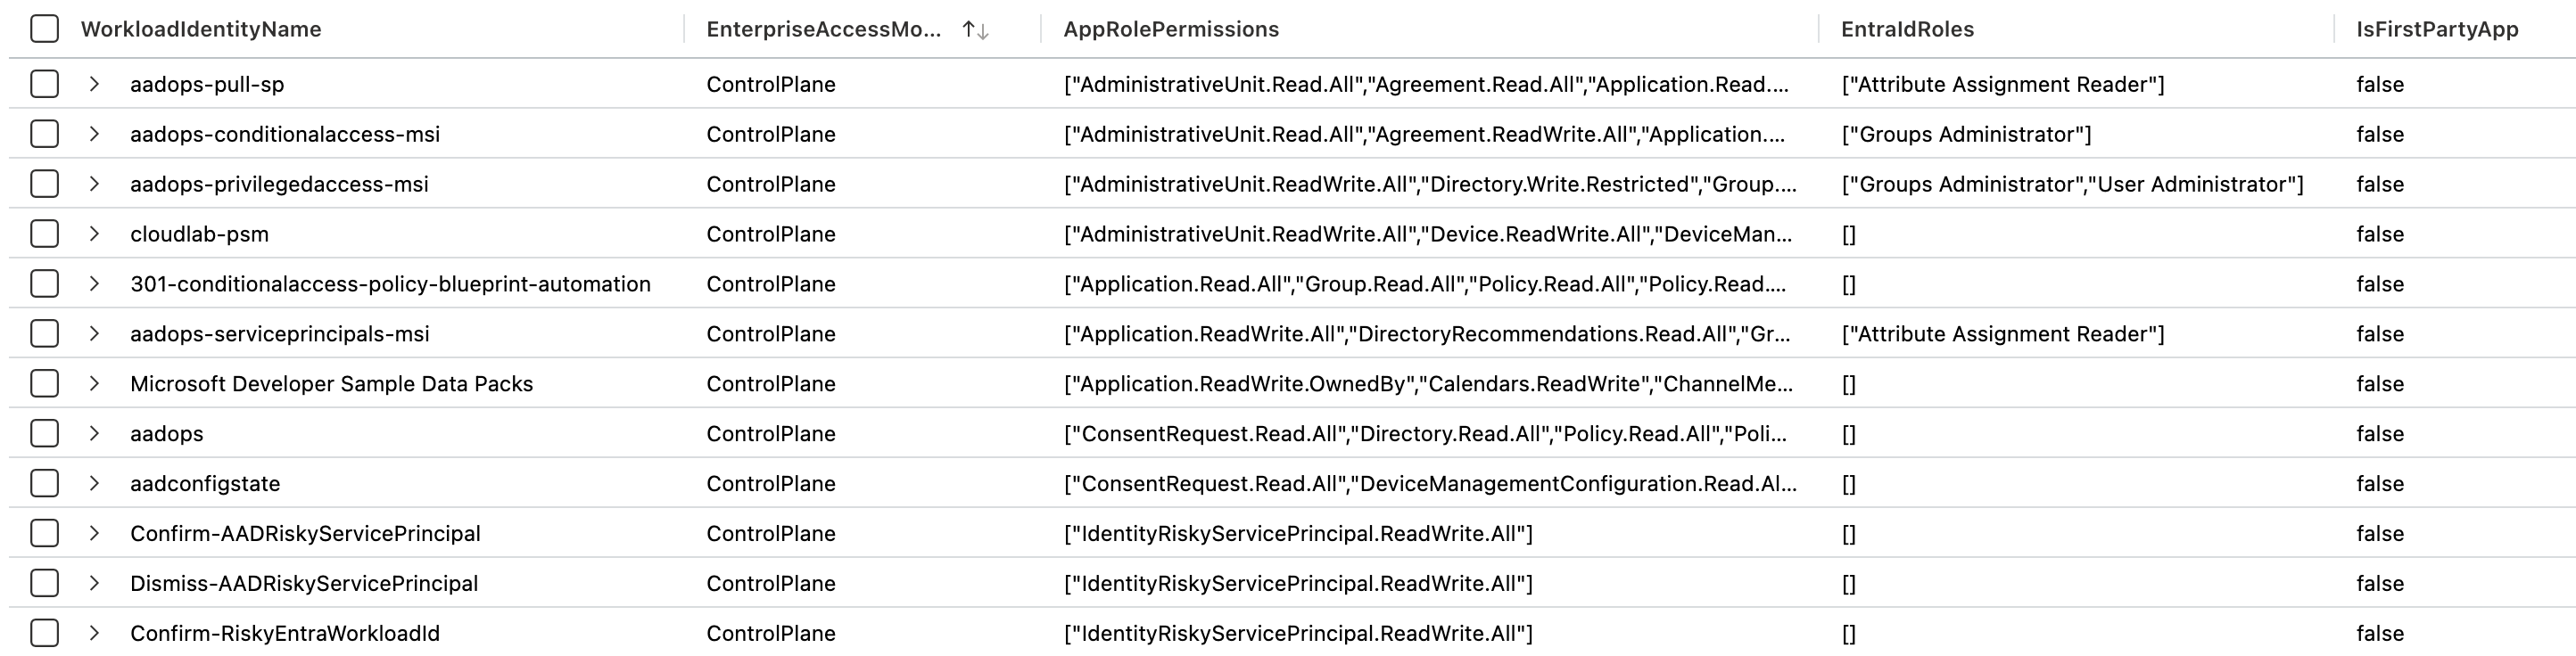 WorkloadIdentityName EnterpriseAccessMo... AppRolePermissions EntraIdRoles IsFirstPartyApp
aadops-pull-sp ControlPlane ["AdministrativeUnit.Read.All","Agreement.Read.All","Application.Read.... ["Attribute Assignment Reader"] false
aadops-conditionalaccess-msi ControlPlane ["AdministrativeUnit.Read.All","Agreement.ReadWrite.All","Application.... ["Groups Administrator"] false
aadops-privilegedaccess-msi ControlPlane ["AdministrativeUnit.ReadWrite.All","Directory.Write.Restricted","Group.... ["Groups Administrator","User Administrator"] false
cloudlab-psm ControlPlane ["AdministrativeUnit.ReadWrite.All","Device.ReadWrite.All","DeviceMan... [] false
301-conditionalaccess-policy-blueprint-automation ControlPlane ["Application.Read.All","Group.Read.All","Policy.Read.All","Policy.Read.... [] false
aadops-serviceprincipals-msi ControlPlane ["Application.ReadWrite.All","DirectoryRecommendations.Read.All","Gr... ["Attribute Assignment Reader"] false
Microsoft Developer Sample Data Packs ControlPlane ["Application.ReadWrite.OwnedBy","Calendars.ReadWrite","ChannelMe... [] false
aadops ControlPlane ["ConsentRequest.Read.All","Directory.Read.All","Policy.Read.All","Poli... [] false
aadconfigstate ControlPlane ["ConsentRequest.Read.All","DeviceManagementConfiguration.Read.Al... [] false
Confirm-AADRiskyServicePrincipal ControlPlane ["IdentityRiskyServicePrincipal.ReadWrite.All"] [] false
Dismiss-AADRiskyServicePrincipal ControlPlane ["IdentityRiskyServicePrincipal.ReadWrite.All"] [] false
Confirm-RiskyEntraWorkloadId ControlPlane ["IdentityRiskyServicePrincipal.ReadWrite.All"] [] false